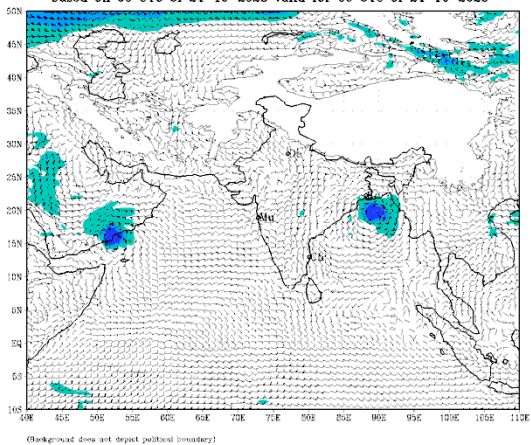 50N
45N
40N
35N
30N
25N
20N
Mu
15N
10N
5N
EQ
5S
10S
40E 45E 50E 55E 60E 65E 70E 75E 80E 85E 90E 95E 100E 105E 110E
(Background does not depict political boundary)